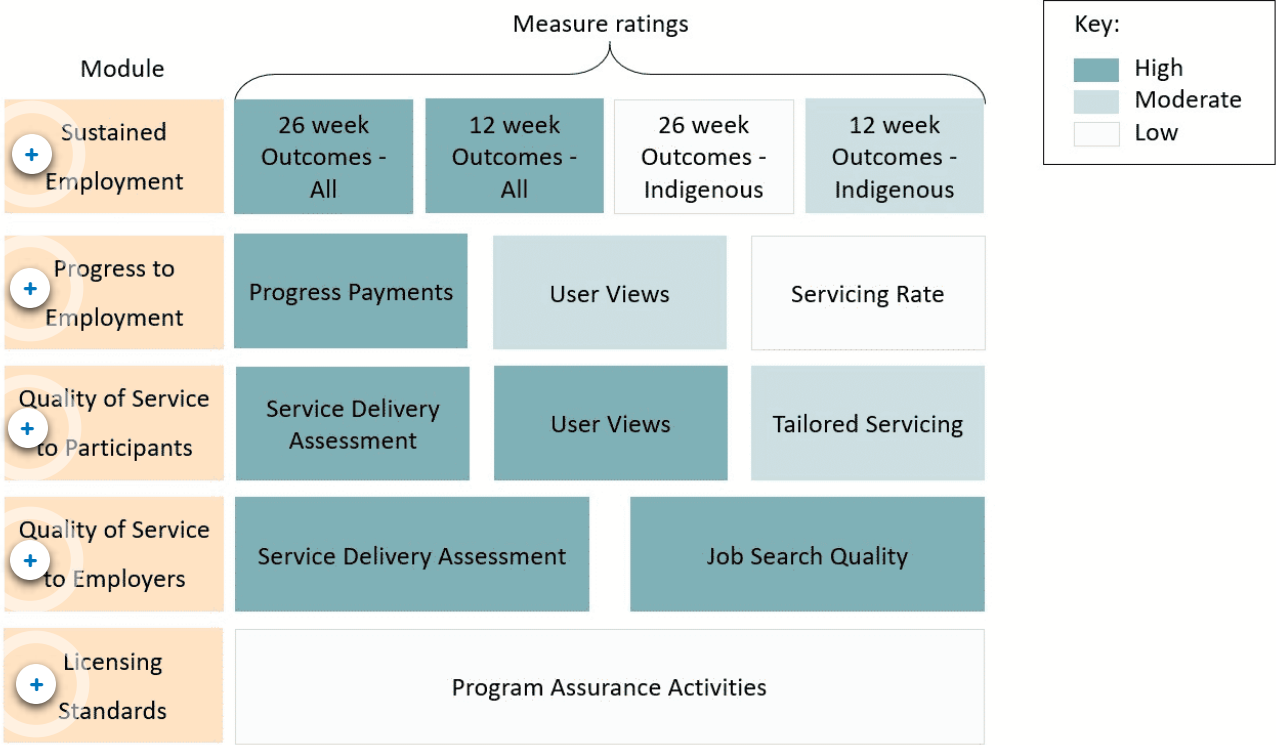 Measure ratings
Key:
High
Moderate
Low
Module
Sustained
Employment
26 week
Outcomes -
All
12 week
Outcomes -
All
26 week
Outcomes -
Indigenous
12 week
Outcomes -
Indigenous
Progress to
Employment
Progress Payments
User Views
Servicing Rate
Quality of Service
to Participants
Service Delivery
Assessment
User Views
Tailored Servicing
Quality of Service
to Employers
Service Delivery Assessment
Job Search Quality
Licensing
Standards
Program Assurance Activities